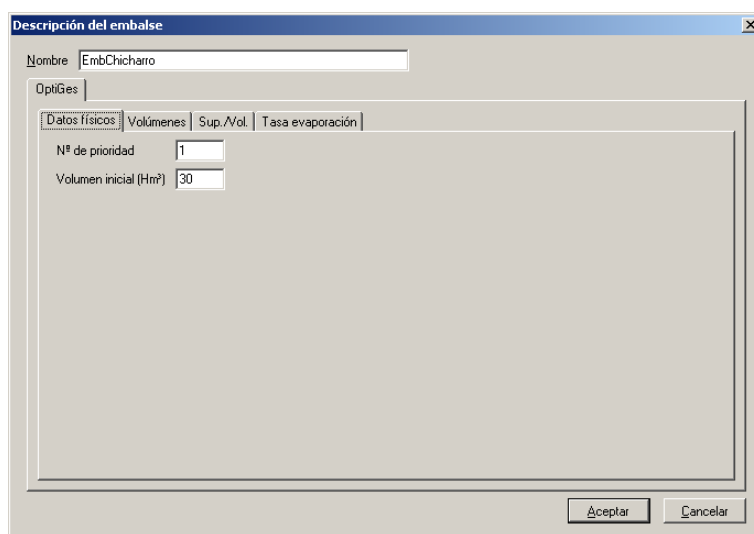 Descripción del embalse
Nombre EmbChicharro
OptiGes
Datos físicos Volúmenes Sup./Vol. Tasa evaporación
Nº de prioridad 1
Volumen inicial (Hm³) 30
Aceptar Cancelar